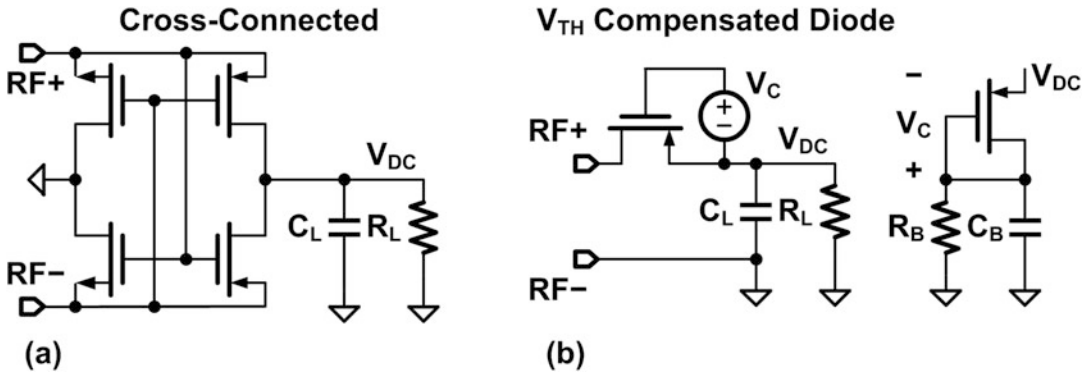 Cross-Connected
RF+
RF−
V_DC
C_L
R_L
(a)
V_TH Compensated Diode
RF+
V_C
+
−
V_DC
C_L
R_L
RF−
−
V_DC
V_C
+
R_B
C_B
(b)